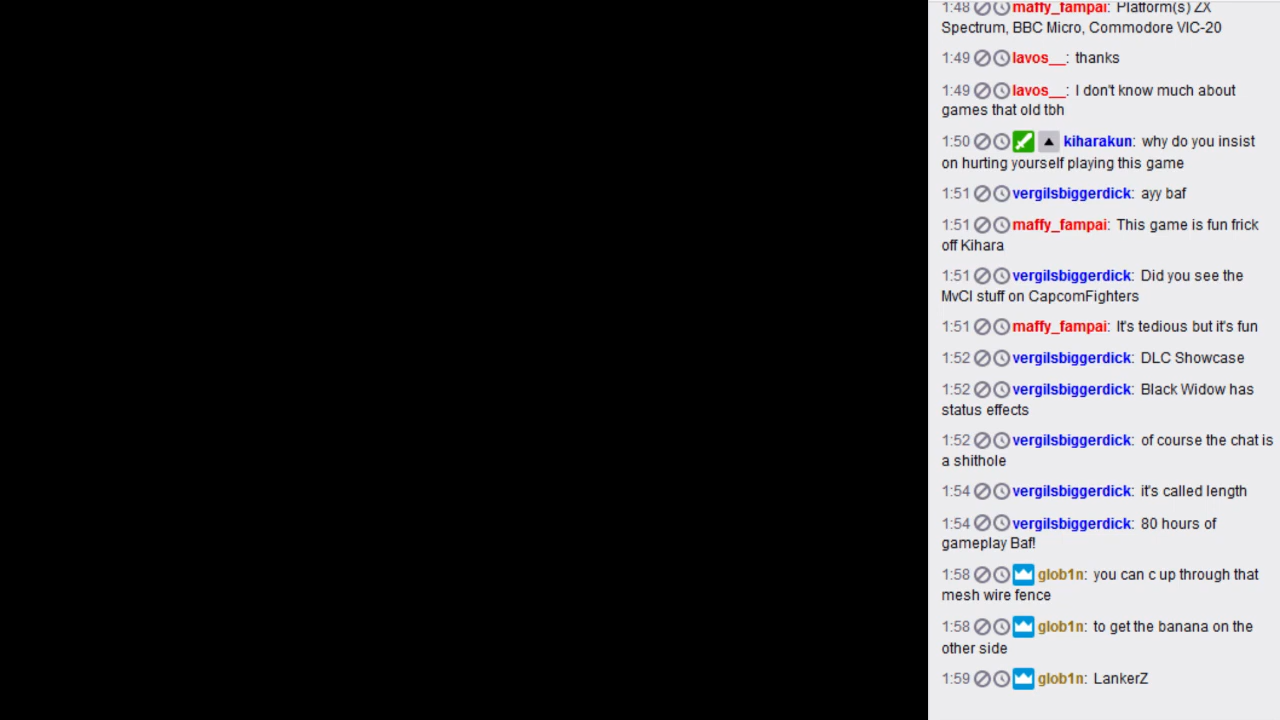 1:48 maffy_fampai: Platform(s) ZX
Spectrum, BBC Micro, Commodore VIC-20
1:49 lavos__: thanks
1:49 lavos__: I don't know much about
games that old tbh
1:50 kiharakun: why do you insist
on hurting yourself playing this game
1:51 vergilsbiggerdick: ayy baf
1:51 maffy_fampai: This game is fun frick
off Kihara
1:51 vergilsbiggerdick: Did you see the
MvCI stuff on CapcomFighters
1:51 maffy_fampai: It's tedious but it's fun
1:52 vergilsbiggerdick: DLC Showcase
1:52 vergilsbiggerdick: Black Widow has
status effects
1:52 vergilsbiggerdick: of course the chat is
a shithole
1:54 vergilsbiggerdick: it's called length
1:54 vergilsbiggerdick: 80 hours of
gameplay Baf!
1:58 glob1n: you can c up through that
mesh wire fence
1:58 glob1n: to get the banana on the
other side
1:59 glob1n: LankerZ